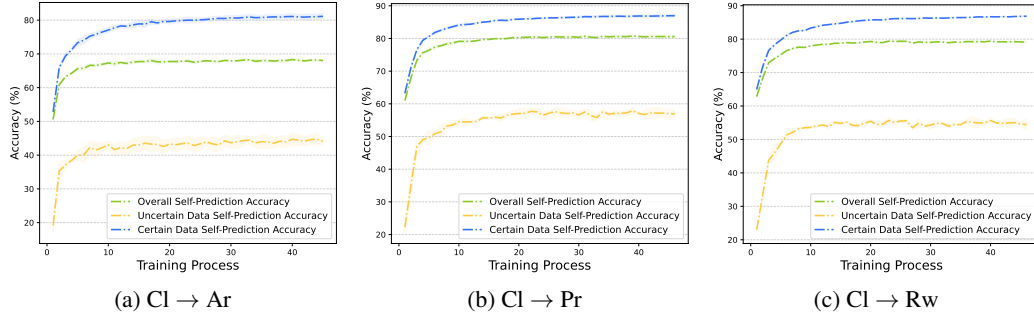 80
70
60
50
40
30
20
Accuracy (%)
Overall Self-Prediction Accuracy
Uncertain Data Self-Prediction Accuracy
Certain Data Self-Prediction Accuracy
0 10 20 30 40
Training Process
(a) Cl → Ar
90
80
70
60
50
40
30
20
Accuracy (%)
Overall Self-Prediction Accuracy
Uncertain Data Self-Prediction Accuracy
Certain Data Self-Prediction Accuracy
0 10 20 30 40
Training Process
(b) Cl → Pr
90
80
70
60
50
40
30
20
Accuracy (%)
Overall Self-Prediction Accuracy
Uncertain Data Self-Prediction Accuracy
Certain Data Self-Prediction Accuracy
0 10 20 30 40
Training Process
(c) Cl → Rw